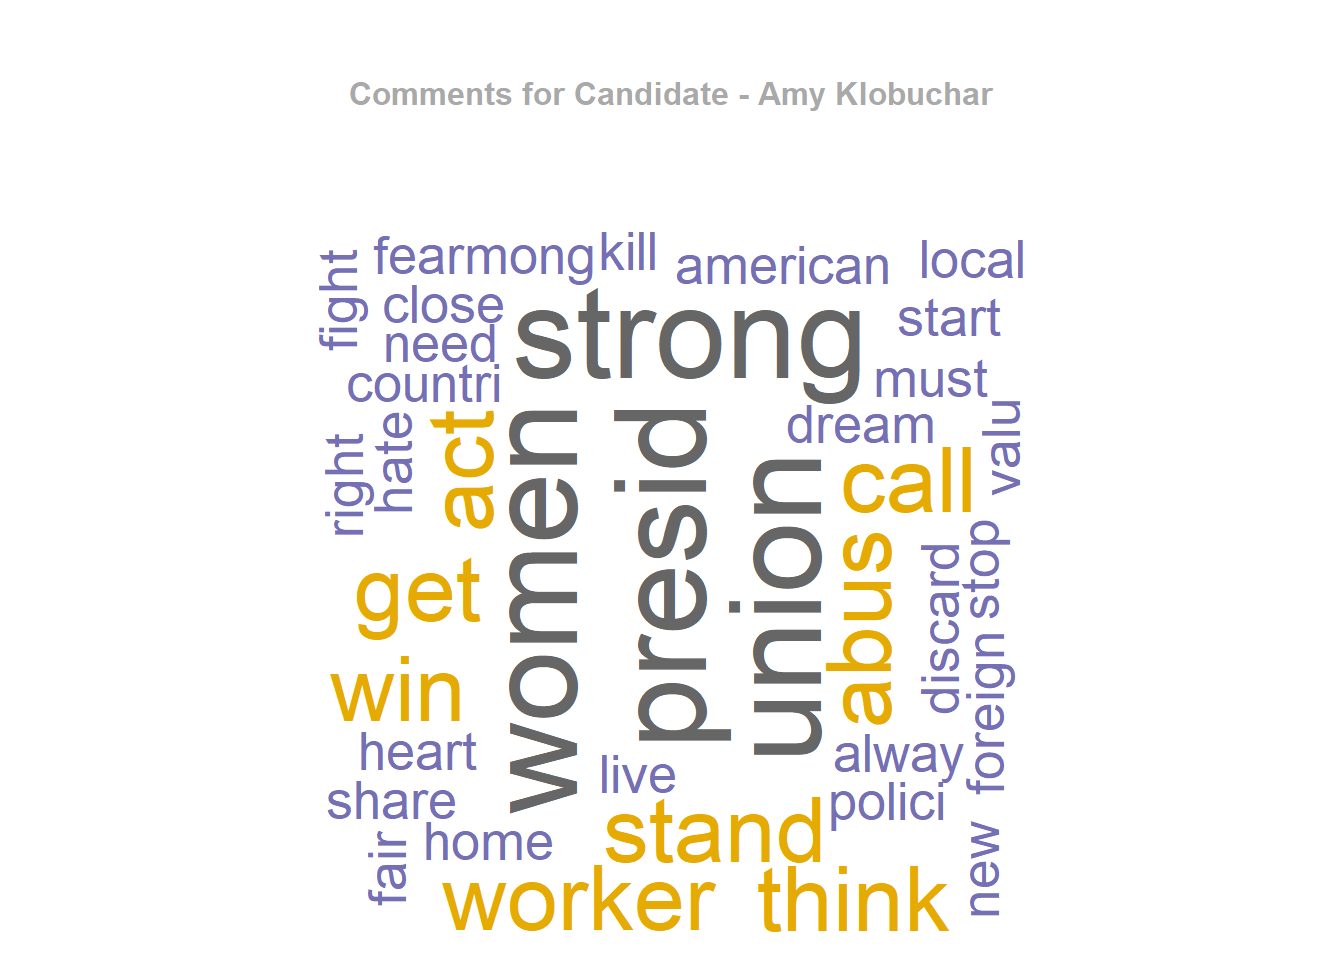 Comments for Candidate - Amy Klobuchar
fight
fearmong
kill
american
local
close
strong
start
need
countri
must
dream
valu
right
hate
act
women
presid
union
call
get
abus
discard
stop
win
foreign
heart
live
alway
share
polici
fair
home
stand
new
worker
think